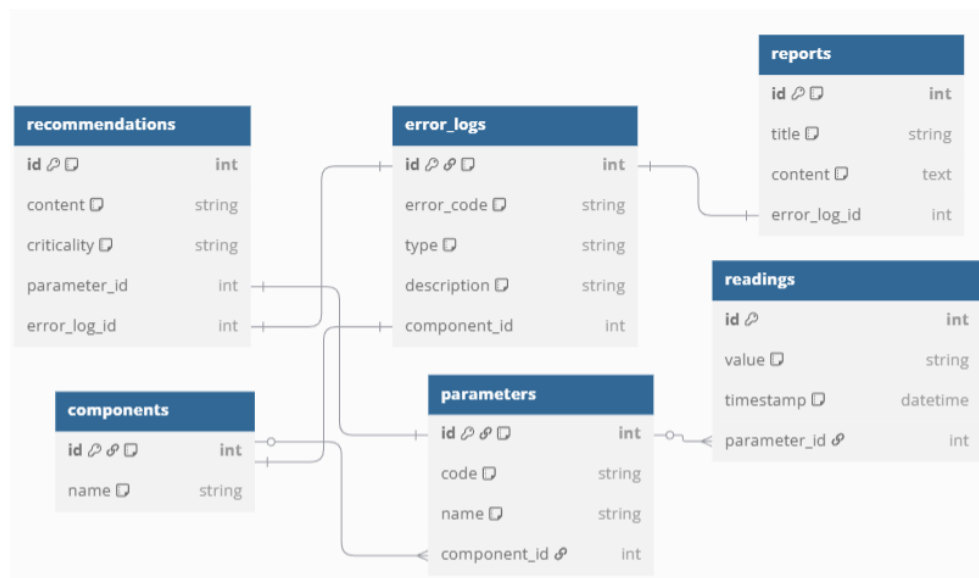 reports
id int
title string
content text
error_log_id int
recommendations
id int
content string
criticality string
parameter_id int
error_log_id int
error_logs
id int
error_code string
type string
description string
component_id int
readings
id int
value string
timestamp datetime
parameter_id int
components
id int
name string
parameters
id int
code string
name string
component_id int